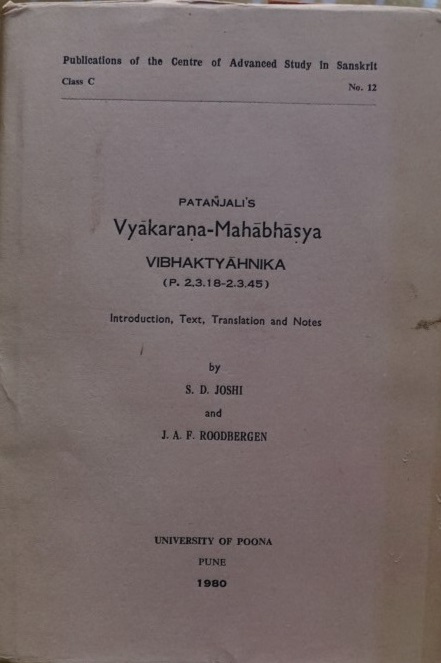 Publications of the Centre of Advanced Study in Sanskrit
Class C
No. 12
PATAÑJALI'S
Vyākaraṇa-Mahābhāṣya
VIBHAKTYĀHNIKA
(P. 2.3.18-2.3.45)
Introduction, Text, Translation and Notes
by
S. D. JOSHI
and
J. A. F. ROODBERGEN
UNIVERSITY OF POONA
PUNE
1980